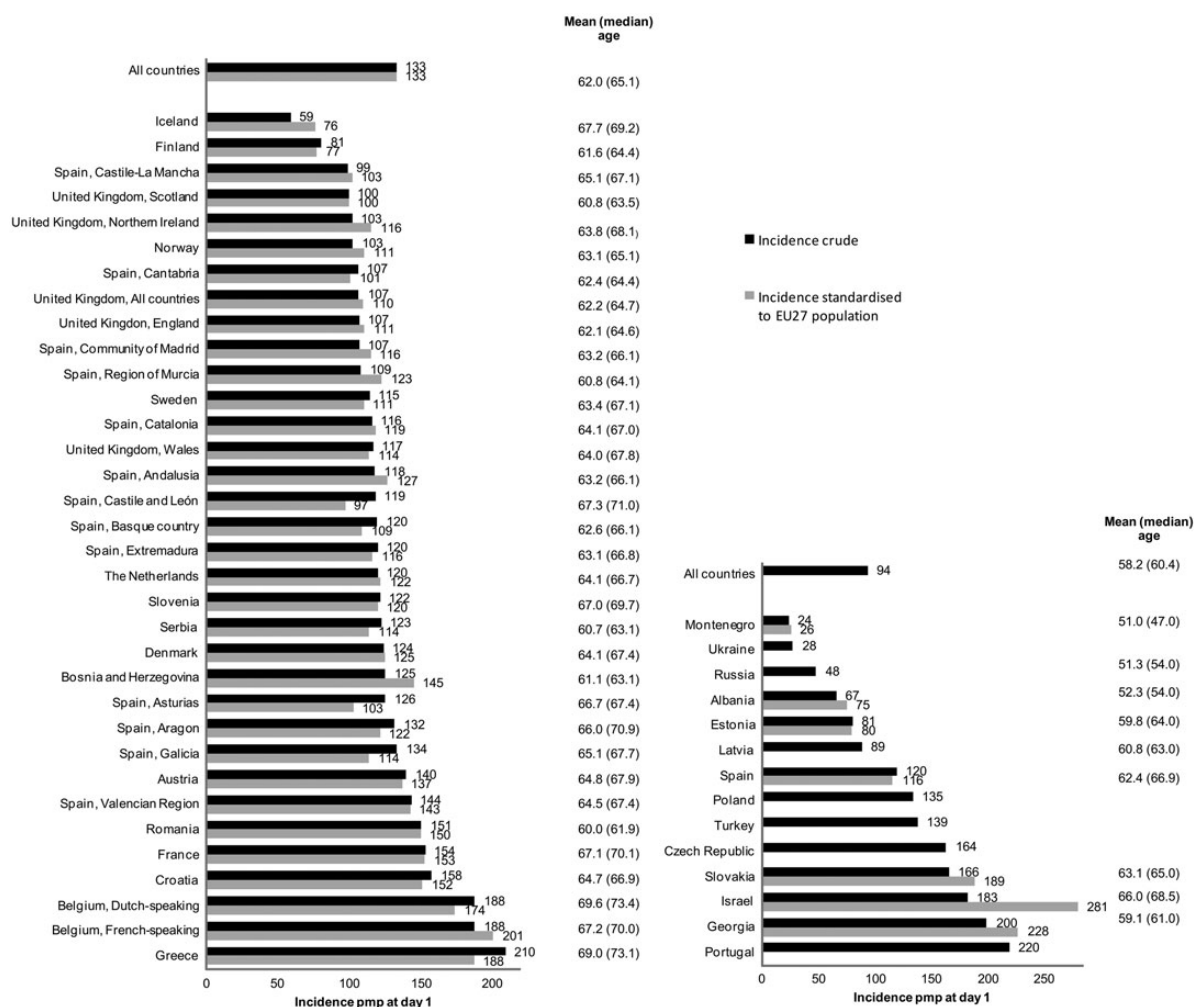 Mean (median)
age
All countries 133 133 62.0 (65.1)
Iceland 59 76 67.7 (69.2)
Finland 81 77 61.6 (64.4)
Spain, Castile-La Mancha 99 103 65.1 (67.1)
United Kingdom, Scotland 100 100 60.8 (63.5)
United Kingdom, Northern Ireland 103 116 63.8 (68.1)
Norway 103 111 63.1 (65.1)
Spain, Cantabria 107 101 62.4 (64.4)
United Kingdom, All countries 107 110 62.2 (64.7)
United Kingdon, England 107 111 62.1 (64.6)
Spain, Community of Madrid 107 116 63.2 (66.1)
Spain, Region of Murcia 109 123 60.8 (64.1)
Sweden 115 111 63.4 (67.1)
Spain, Catalonia 116 119 64.1 (67.0)
United Kingdom, Wales 117 114 64.0 (67.8)
Spain, Andalusia 118 127 63.2 (66.1)
Spain, Castile and León 119 97 67.3 (71.0)
Spain, Basque country 120 109 62.6 (66.1)
Spain, Extremadura 120 116 63.1 (66.8)
The Netherlands 120 122 64.1 (66.7)
Slovenia 122 120 67.0 (69.7)
Serbia 123 114 60.7 (63.1)
Denmark 124 125 64.1 (67.4)
Bosnia and Herzegovina 125 145 61.1 (63.1)
Spain, Asturias 126 103 66.7 (67.4)
Spain, Aragon 132 122 66.0 (70.9)
Spain, Galicia 134 114 65.1 (67.7)
Austria 140 137 64.8 (67.9)
Spain, Valencian Region 144 143 64.5 (67.4)
Romania 151 150 60.0 (61.9)
France 154 153 67.1 (70.1)
Croatia 158 152 64.7 (66.9)
Belgium, Dutch-speaking 188 174 69.6 (73.4)
Belgium, French-speaking 188 201 67.2 (70.0)
Greece 210 188 69.0 (73.1)
0 50 100 150 200
Incidence pmp at day 1
Incidence crude
Incidence standardised
to EU27 population
Mean (median)
age
All countries 94 58.2 (60.4)
Montenegro 24 26 51.0 (47.0)
Ukraine 28
Russia 48 51.3 (54.0)
Albania 67 75 52.3 (54.0)
Estonia 81 80 59.8 (64.0)
Latvia 89 60.8 (63.0)
Spain 120 116 62.4 (66.9)
Poland 135
Turkey 139
Czech Republic 164
Slovakia 166 189 63.1 (65.0)
Israel 183 281 66.0 (68.5)
Georgia 200 228 59.1 (61.0)
Portugal 220
0 50 100 150 200 250
Incidence pmp at day 1